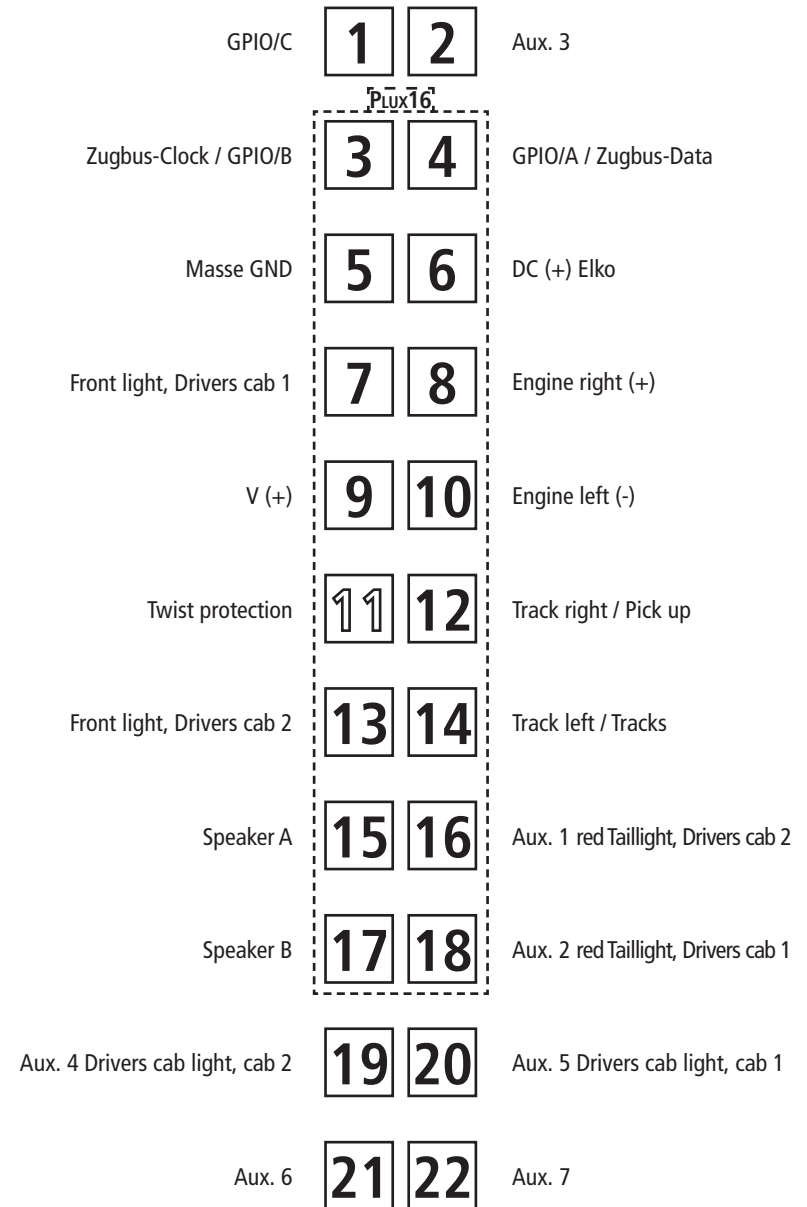 GPIO/C 1 2 Aux. 3
PLUX16
Zugbus-Clock / GPIO/B 3 4 GPIO/A / Zugbus-Data
Masse GND 5 6 DC (+) Elko
Front light, Drivers cab 1 7 8 Engine right (+)
V (+) 9 10 Engine left (-)
Twist protection 11 12 Track right / Pick up
Front light, Drivers cab 2 13 14 Track left / Tracks
Speaker A 15 16 Aux. 1 red Taillight, Drivers cab 2
Speaker B 17 18 Aux. 2 red Taillight, Drivers cab 1
Aux. 4 Drivers cab light, cab 2 19 20 Aux. 5 Drivers cab light, cab 1
Aux. 6 21 22 Aux. 7